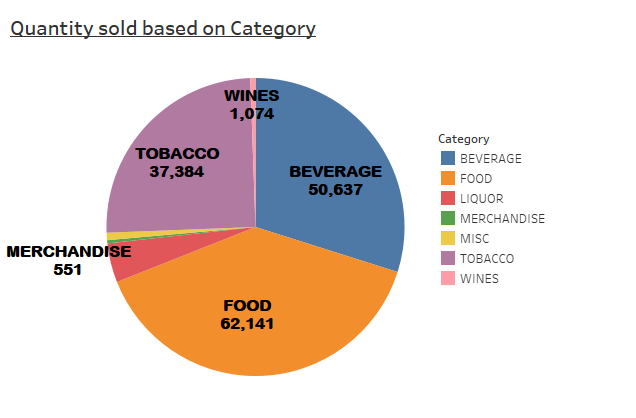 Quantity sold based on Category
WINES
1,074
TOBACCO
37,384
BEVERAGE
50,637
MERCHANDISE
551
FOOD
62,141
Category
BEVERAGE
FOOD
LIQUOR
MERCHANDISE
MISC
TOBACCO
WINES